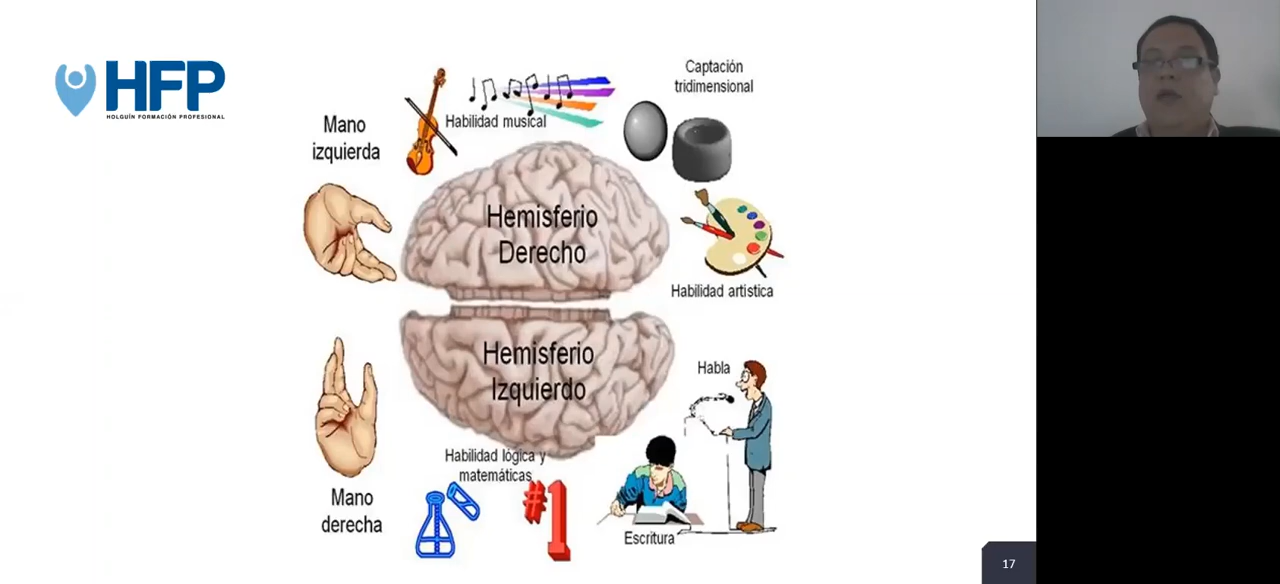 HFP
HOLGUÍN FORMACIÓN PROFESIONAL
Mano
izquierda
Habilidad musical
Captación
tridimensional
Hemisferio
Derecho
Habilidad artistica
Hemisferio
Izquierdo
Habla
Mano
derecha
Habilidad lógica y
matemáticas
#1
Escritura
17